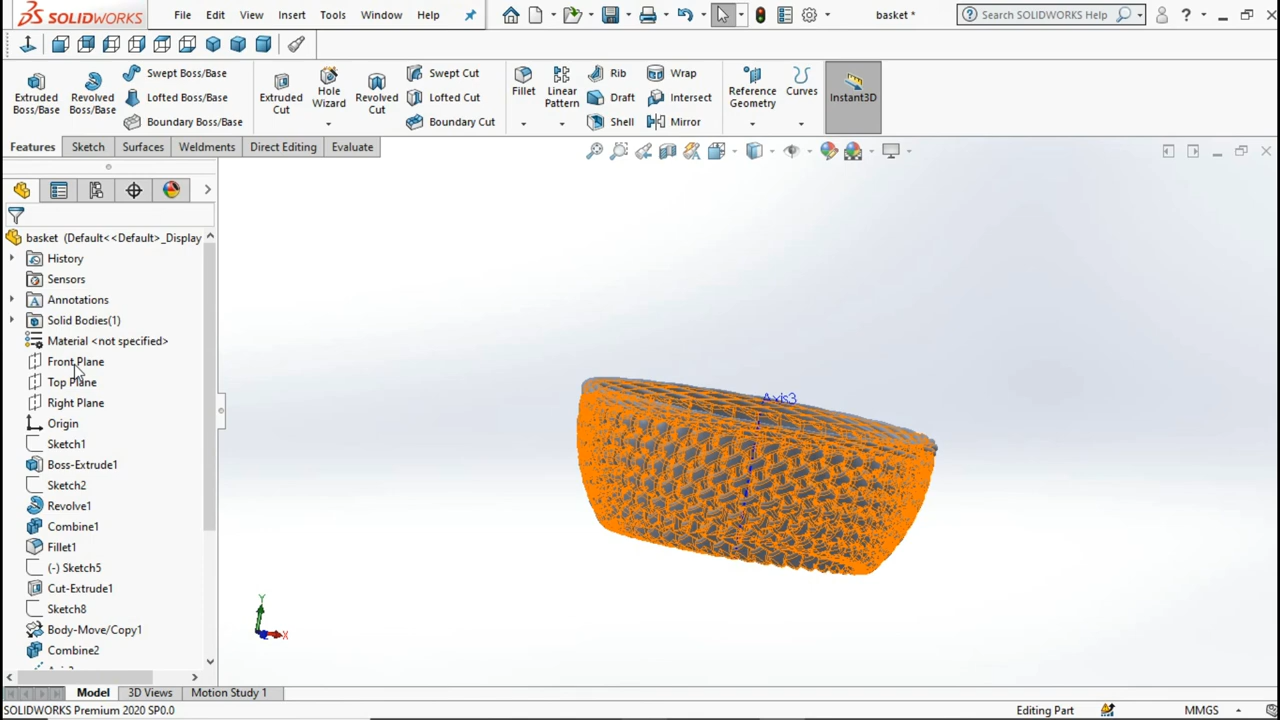 SOLIDWORKS File Edit View Insert Tools Window Help basket * Search SOLIDWORKS Help ?
Extruded Boss/Base
Revolved Boss/Base
Swept Boss/Base
Lofted Boss/Base
Boundary Boss/Base
Extruded Cut
Hole Wizard
Revolved Cut
Swept Cut
Lofted Cut
Boundary Cut
Fillet
Linear Pattern
Rib
Draft
Shell
Wrap
Intersect
Mirror
Reference Geometry
Curves
Instant3D
Features Sketch Surfaces Weldments Direct Editing Evaluate
basket (Default<<Default>_Display
History
Sensors
Annotations
Solid Bodies(1)
Material <not specified>
Front Plane
Top Plane
Right Plane
Origin
Sketch1
Boss-Extrude1
Sketch2
Revolve1
Combine1
Fillet1
(-) Sketch5
Cut-Extrude1
Sketch8
Body-Move/Copy1
Combine2
Axis3
Y
X
Model 3D Views Motion Study 1
SOLIDWORKS Premium 2020 SP0.0 Editing Part MMGS